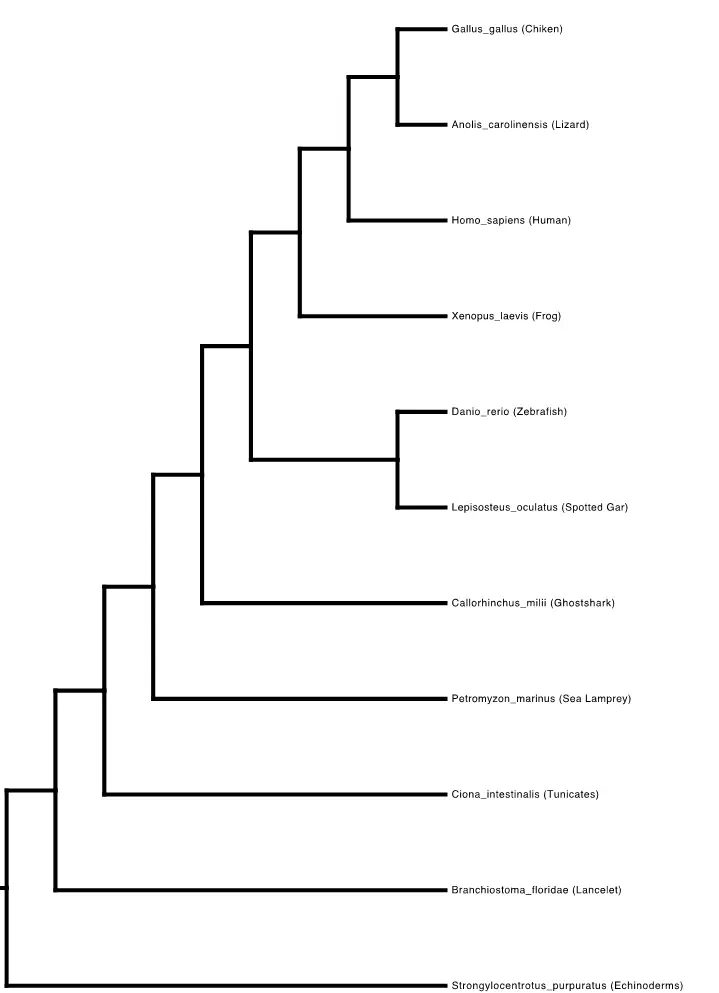 Gallus_gallus (Chiken)
Anolis_carolinensis (Lizard)
Homo_sapiens (Human)
Xenopus_laevis (Frog)
Danio_rerio (Zebrafish)
Lepisosteus_oculatus (Spotted Gar)
Callorhinchus_milii (Ghostshark)
Petromyzon_marinus (Sea Lamprey)
Ciona_intestinalis (Tunicates)
Branchiostoma_floridae (Lancelet)
Strongylocentrotus_purpuratus (Echinoderms)